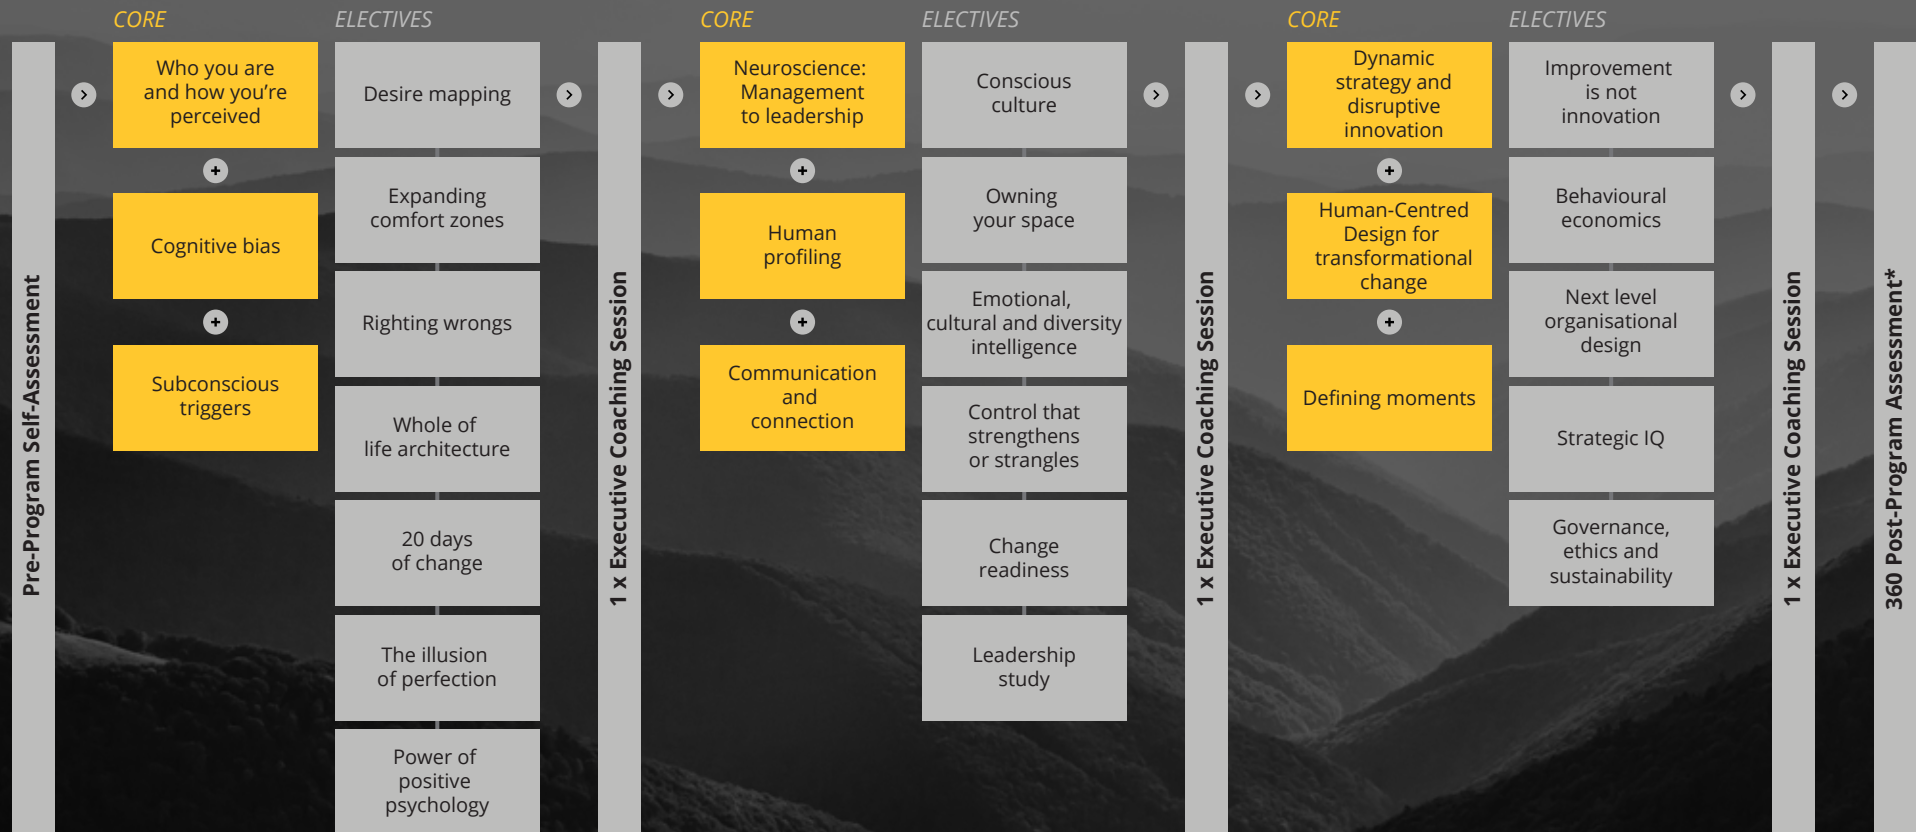 Pre-Program Self-Assessment
CORE
Who you are
and how you’re
perceived
Cognitive bias
Subconscious
triggers
ELECTIVES
Desire mapping
Expanding
comfort zones
Righting wrongs
Whole of
life architecture
20 days
of change
The illusion
of perfection
Power of
positive
psychology
1 x Executive Coaching Session
CORE
Neuroscience:
Management
to leadership
Human
profiling
Communication
and
connection
ELECTIVES
Conscious
culture
Owning
your space
Emotional,
cultural and diversity
intelligence
Control that
strengthens
or strangles
Change
readiness
Leadership
study
1 x Executive Coaching Session
CORE
Dynamic
strategy and
disruptive
innovation
Human-Centred
Design for
transformational
change
Defining moments
ELECTIVES
Improvement
is not
innovation
Behavioural
economics
Next level
organisational
design
Strategic IQ
Governance,
ethics and
sustainability
1 x Executive Coaching Session
360 Post-Program Assessment*